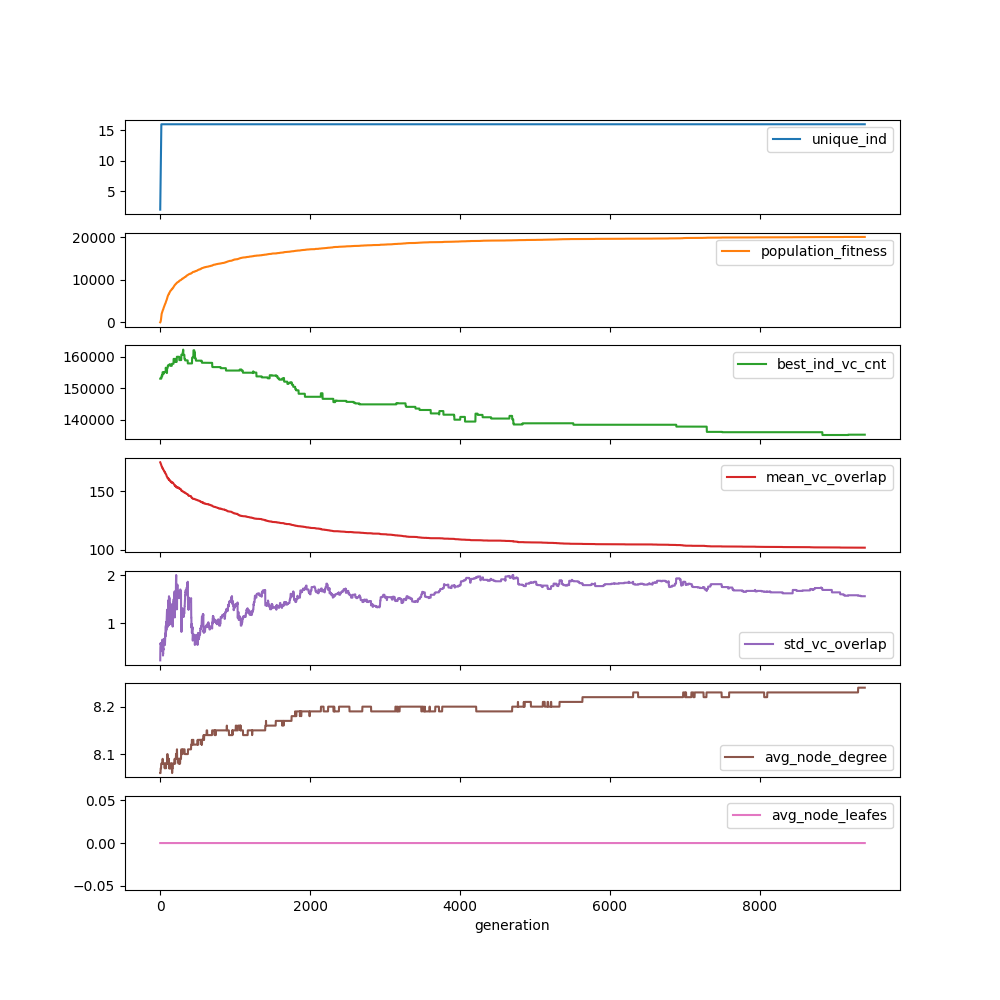 15
10
5
unique_ind
20000
10000
0
population_fitness
160000
150000
140000
best_ind_vc_cnt
150
100
mean_vc_overlap
2
1
std_vc_overlap
8.2
8.1
avg_node_degree
0.05
0.00
−0.05
avg_node_leafes
0 2000 4000 6000 8000
generation